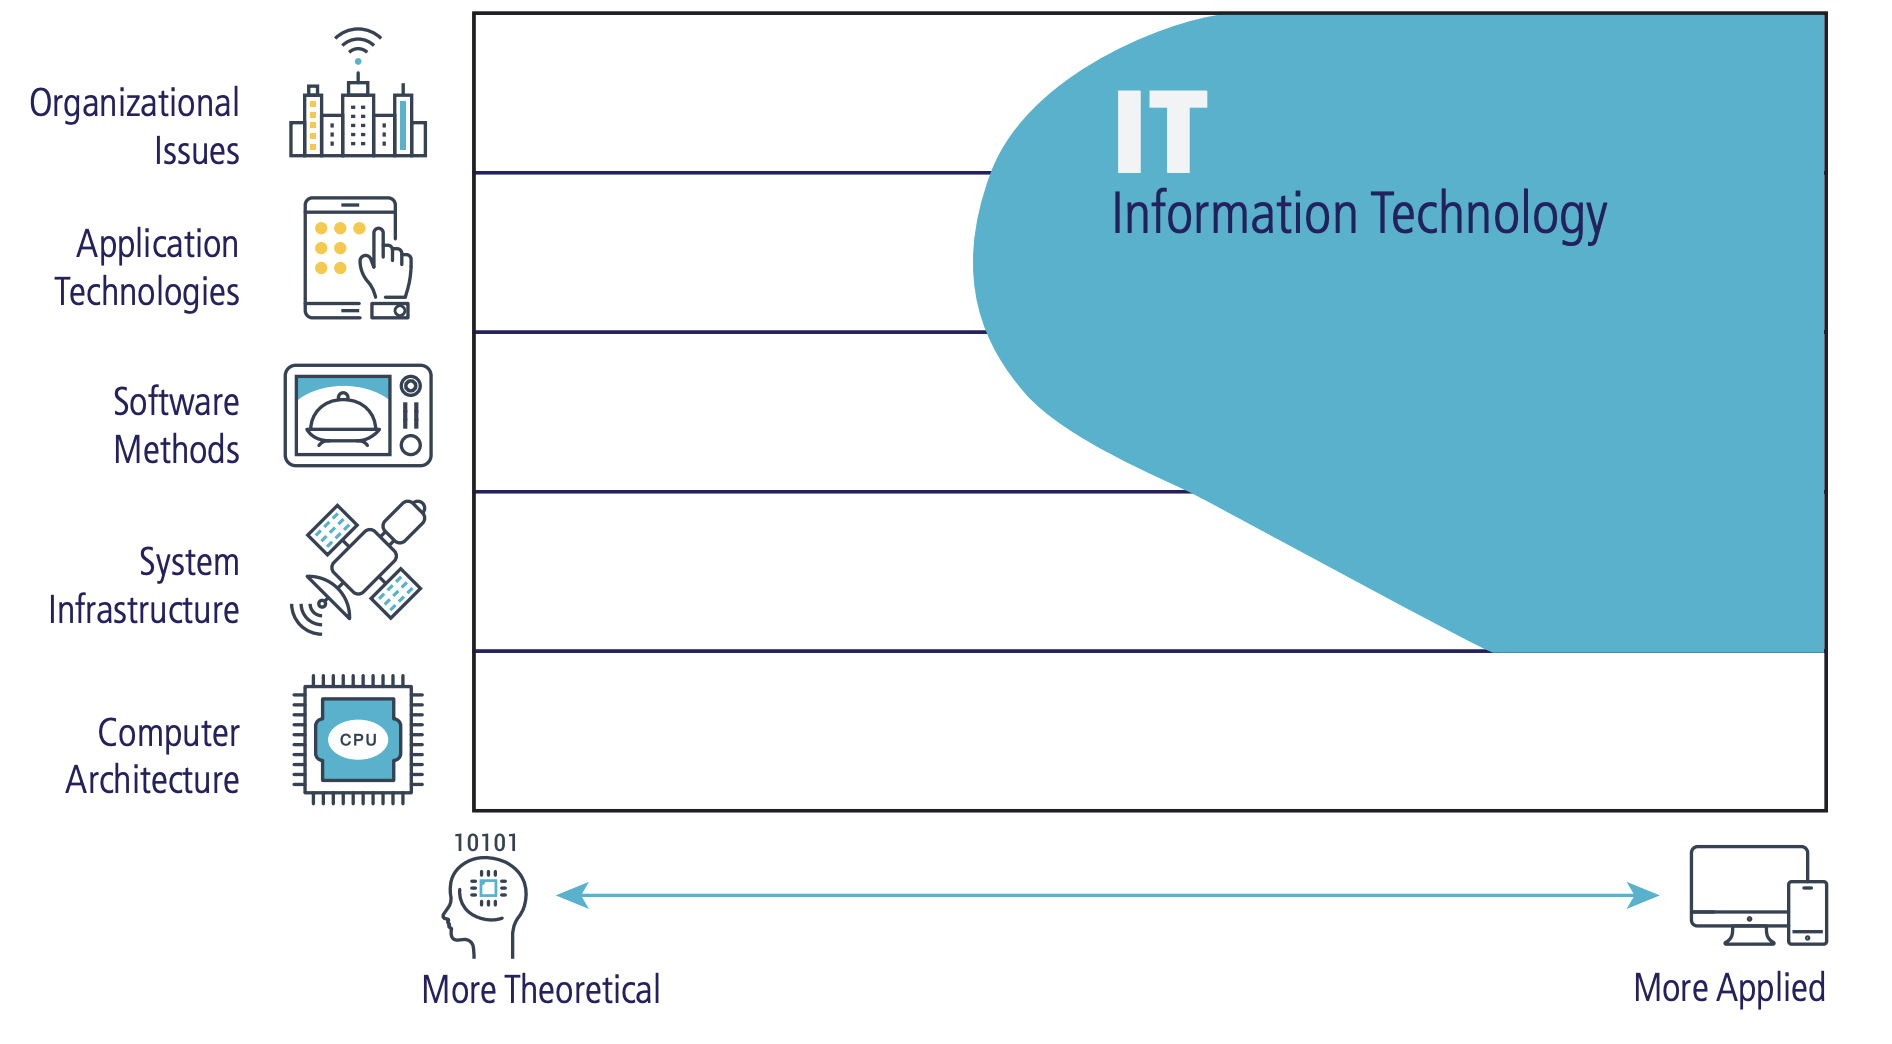 Organizational
Issues
IT
Information Technology
Application
Technologies
Software
Methods
System
Infrastructure
Computer
Architecture
CPU
10101
More Theoretical
More Applied